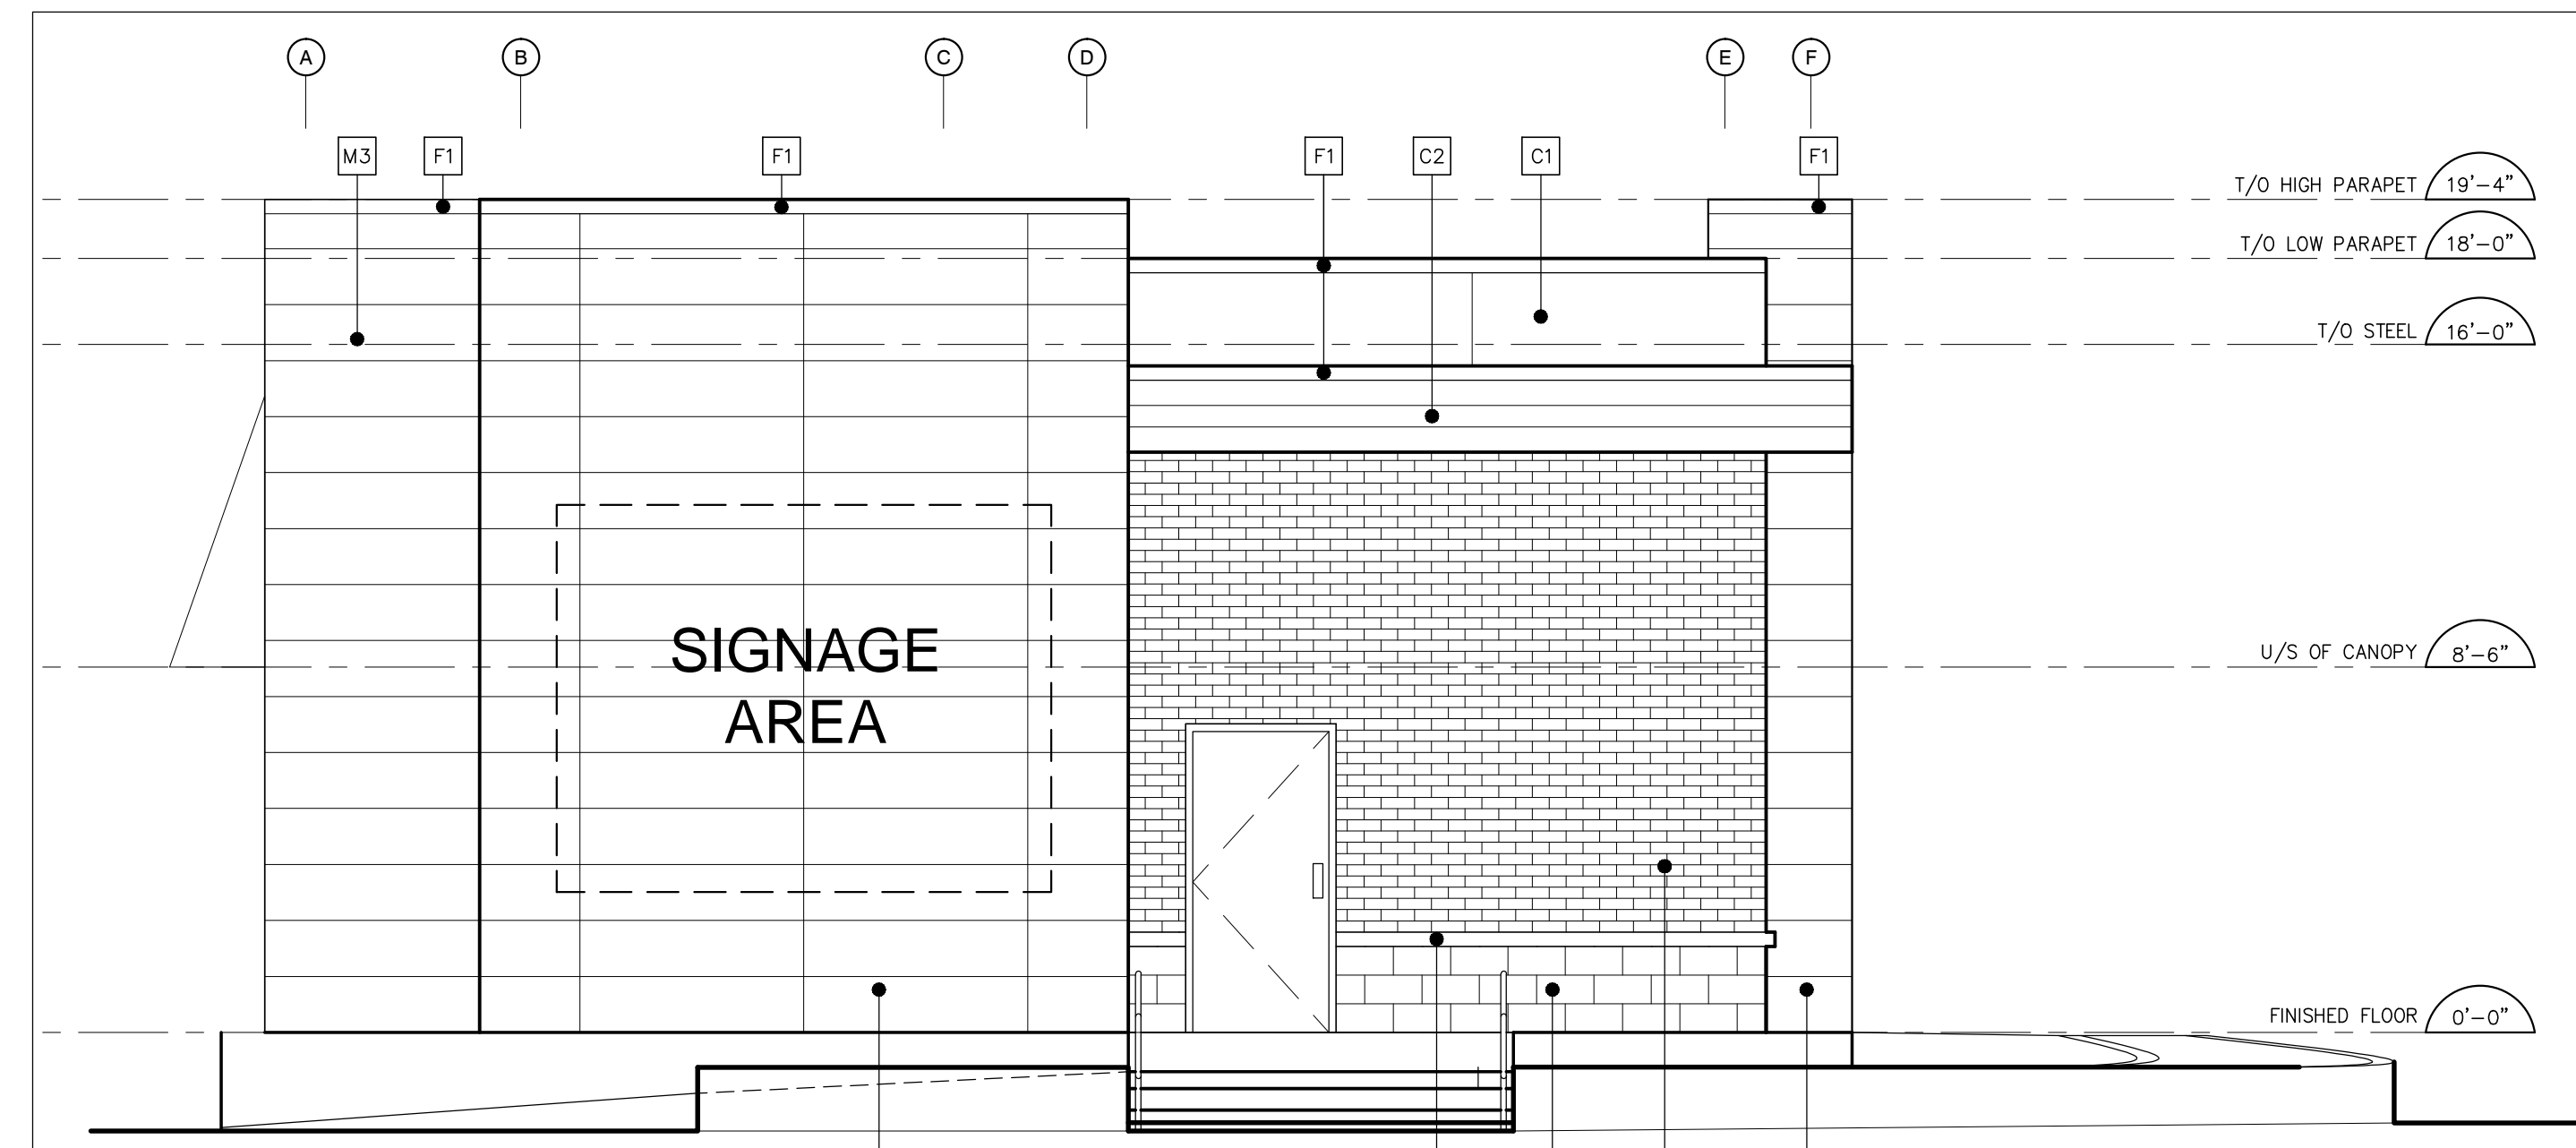 A B C D E F
M3 F1 F1 F1 C2 C1 F1
T/O HIGH PARAPET 19'-4"
T/O LOW PARAPET 18'-0"
T/O STEEL 16'-0"
U/S OF CANOPY 8'-6"
SIGNAGE
AREA
FINISHED FLOOR 0'-0"